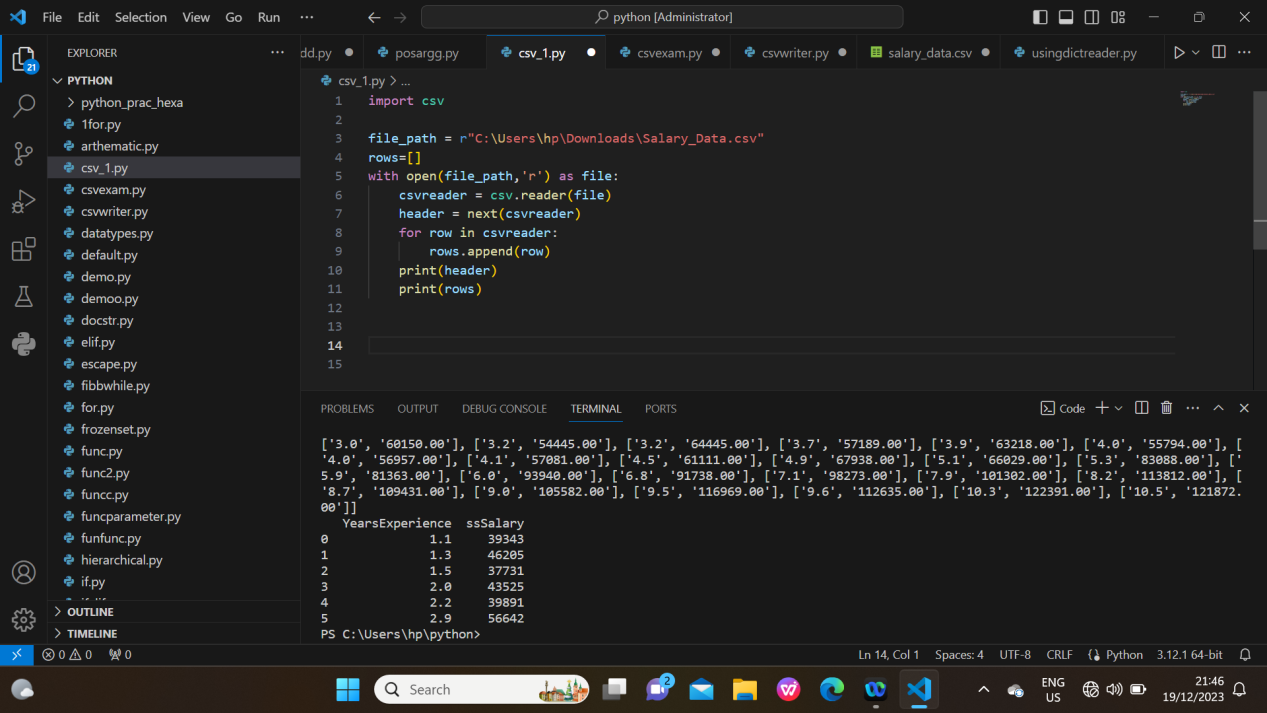 File Edit Selection View Go Run ··· python [Administrator]
EXPLORER ···
dd.py posargg.py csv_1.py csvexam.py csvwriter.py salary_data.csv usingdictreader.py ···
PYTHON
python_prac_hexa
1for.py
arthematic.py
csv_1.py
csvexam.py
csvwriter.py
datatypes.py
default.py
demo.py
demoo.py
docstr.py
elif.py
escape.py
fibbwhile.py
for.py
frozenset.py
func.py
func2.py
funcc.py
funcparameter.py
funfunc.py
hierarchical.py
if.py
OUTLINE
TIMELINE
21
csv_1.py > ...
1 import csv
2
3 file_path = r"C:\Users\hp\Downloads\Salary_Data.csv"
4 rows=[]
5 with open(file_path,'r') as file:
6 csvreader = csv.reader(file)
7 header = next(csvreader)
8 for row in csvreader:
9 rows.append(row)
10 print(header)
11 print(rows)
12
13
14
15
PROBLEMS OUTPUT DEBUG CONSOLE TERMINAL PORTS Code ···
['3.0', '60150.00'], ['3.2', '54445.00'], ['3.2', '64445.00'], ['3.7', '57189.00'], ['3.9', '63218.00'], ['4.0', '55794.00'], [
'4.0', '56957.00'], ['4.1', '57081.00'], ['4.5', '61111.00'], ['4.9', '67938.00'], ['5.1', '66029.00'], ['5.3', '83088.00'], ['
5.9', '81363.00'], ['6.0', '93940.00'], ['6.8', '91738.00'], ['7.1', '98273.00'], ['7.9', '101302.00'], ['8.2', '113812.00'], [
'8.7', '109431.00'], ['9.0', '105582.00'], ['9.5', '116969.00'], ['9.6', '112635.00'], ['10.3', '122391.00'], ['10.5', '121872.
00']]
YearsExperience ssSalary
0 1.1 39343
1 1.3 46205
2 1.5 37731
3 2.0 43525
4 2.2 39891
5 2.9 56642
PS C:\Users\hp\python>
0 0 0 Ln 14, Col 1 Spaces: 4 UTF-8 CRLF Python 3.12.1 64-bit
Search 2 ENG
US
21:46
19/12/2023